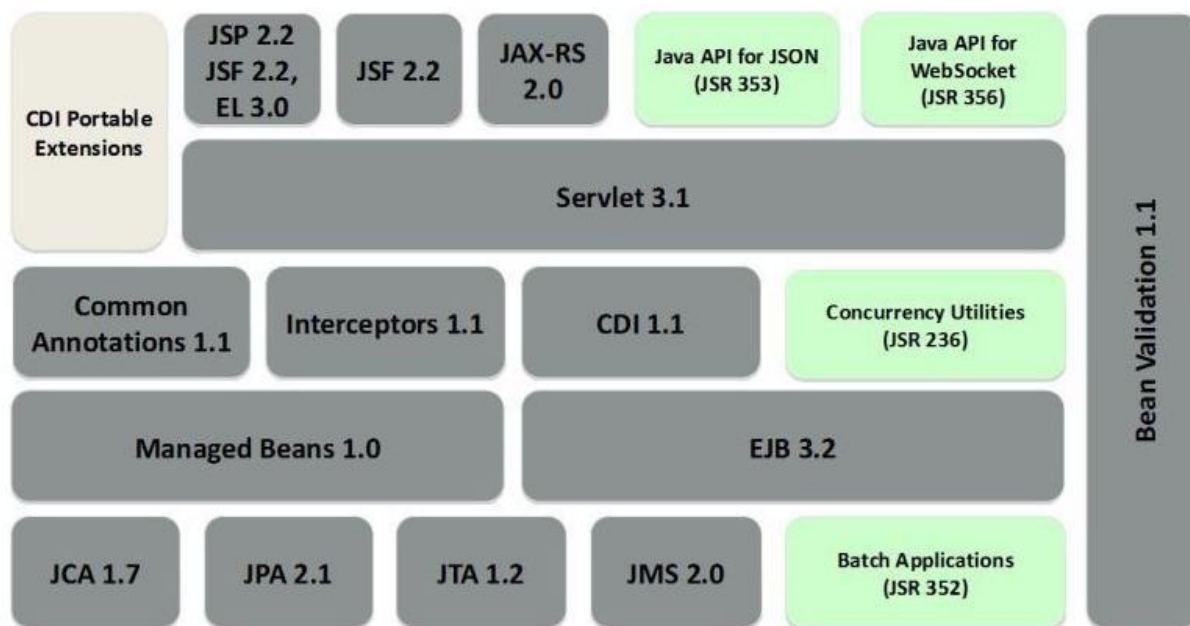 CDI Portable
Extensions
JSP 2.2
JSF 2.2,
EL 3.0
JSF 2.2
JAX-RS
2.0
Java API for JSON
(JSR 353)
Java API for
WebSocket
(JSR 356)
Servlet 3.1
Common
Annotations 1.1
Interceptors 1.1
CDI 1.1
Concurrency Utilities
(JSR 236)
Bean Validation 1.1
Managed Beans 1.0
EJB 3.2
JCA 1.7
JPA 2.1
JTA 1.2
JMS 2.0
Batch Applications
(JSR 352)